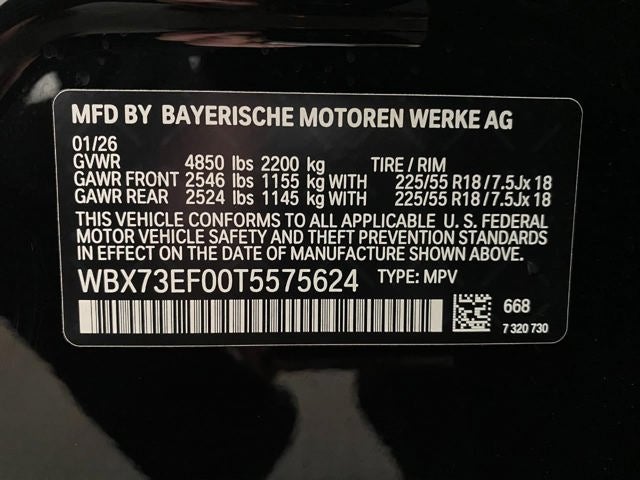 MFD BY BAYERISCHE MOTOREN WERKE AG
01/26
GVWR 4850 lbs 2200 kg TIRE / RIM
GAWR FRONT 2546 lbs 1155 kg WITH 225/55 R18 / 7.5Jx 18
GAWR REAR 2524 lbs 1145 kg WITH 225/55 R18 / 7.5Jx 18
THIS VEHICLE CONFORMS TO ALL APPLICABLE U. S. FEDERAL
MOTOR VEHICLE SAFETY AND THEFT PREVENTION STANDARDS
IN EFFECT ON THE DATE OF MANUFACTURE SHOWN ABOVE.
WBX73EF00T5575624 TYPE: MPV
668
7 320 730